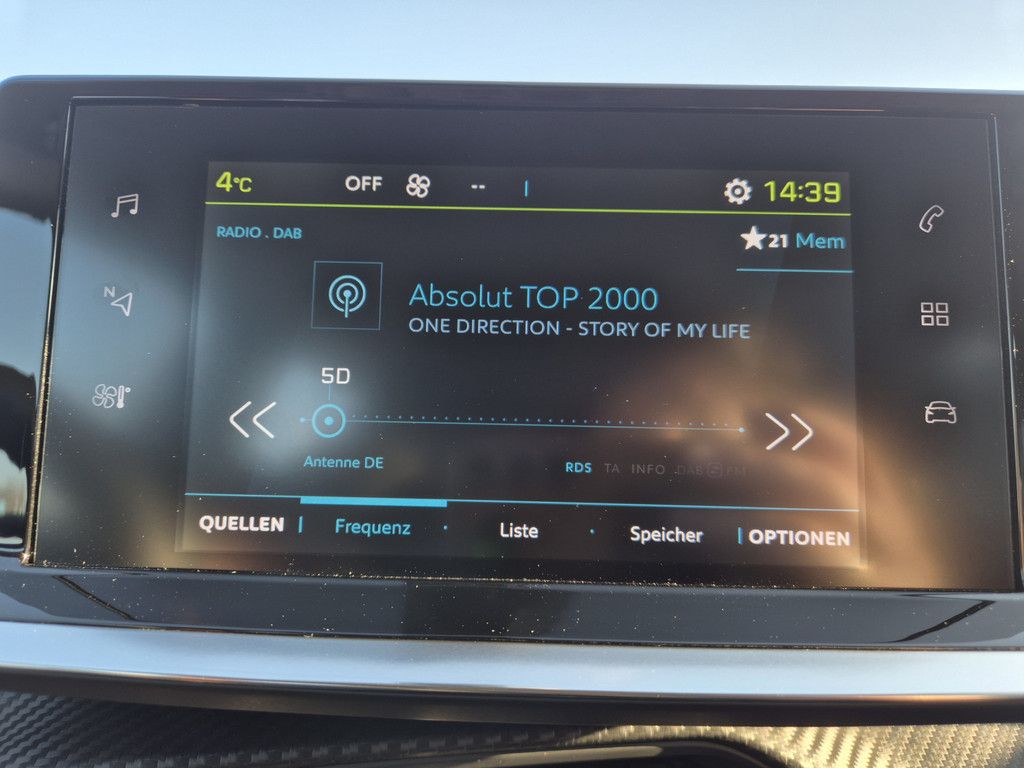 4°C OFF -- 14:39
RADIO . DAB
21 Mem
Absolut TOP 2000
ONE DIRECTION - STORY OF MY LIFE
N
5D
Antenne DE
RDS TA INFO DAB FM
QUELLEN | Frequenz · Liste · Speicher | OPTIONEN